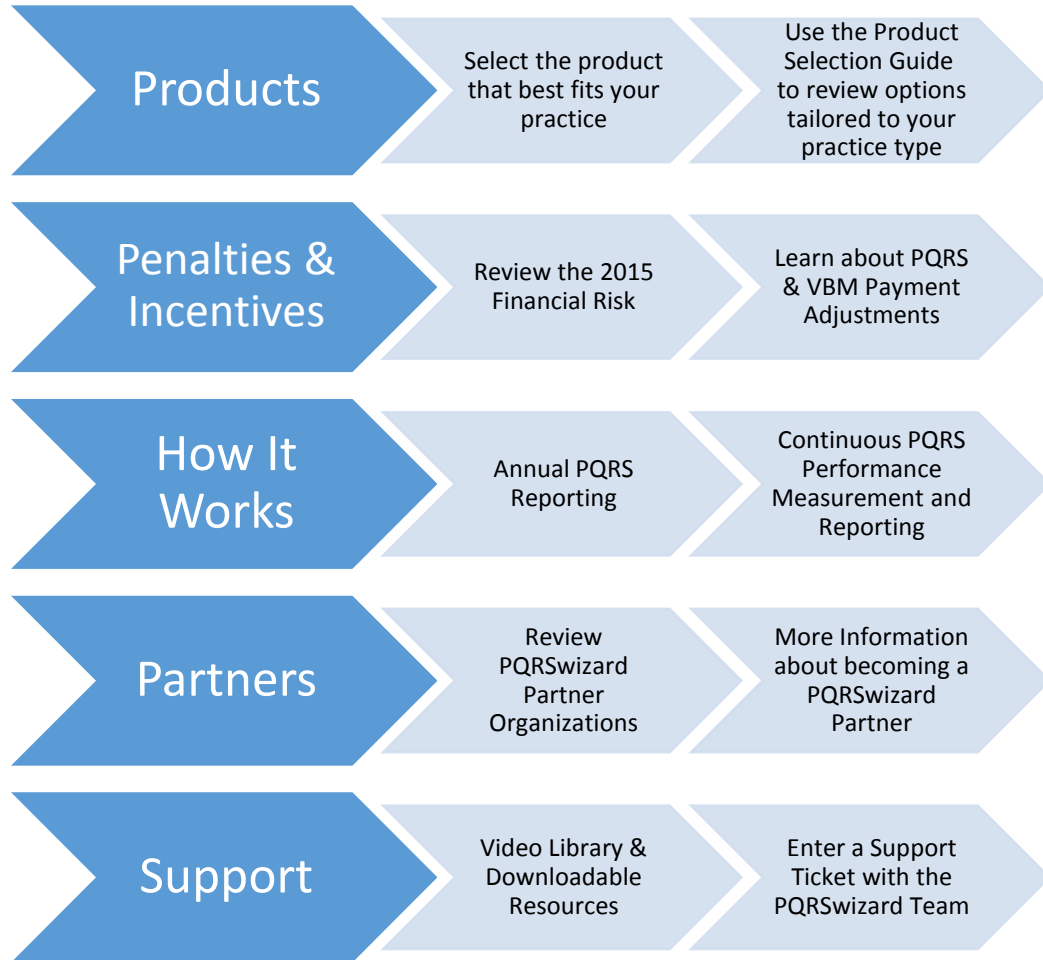 Products
Select the product
that best fits your
practice
Use the Product
Selection Guide
to review options
tailored to your
practice type
Penalties &
Incentives
Review the 2015
Financial Risk
Learn about PQRS
& VBM Payment
Adjustments
How It
Works
Annual PQRS
Reporting
Continuous PQRS
Performance
Measurement and
Reporting
Partners
Review
PQRSwizard
Partner
Organizations
More Information
about becoming a
PQRSwizard
Partner
Support
Video Library &
Downloadable
Resources
Enter a Support
Ticket with the
PQRSwizard Team